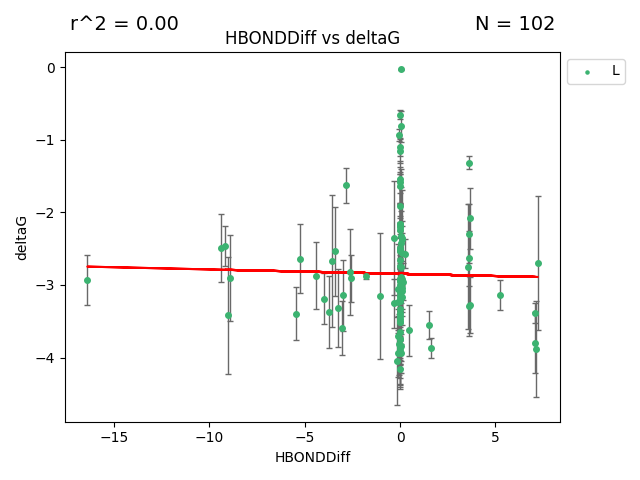 r^2 = 0.00 N = 102
HBONDDiff vs deltaG
L
0
−1
−2
−3
−4
deltaG
−15 −10 −5 0 5
HBONDDiff